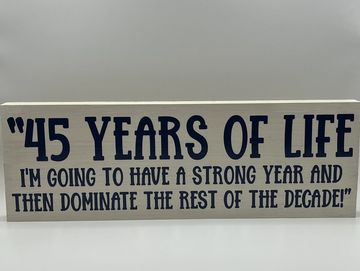 "45 YEARS OF LIFE
I'M GOING TO HAVE A STRONG YEAR AND
THEN DOMINATE THE REST OF THE DECADE!"